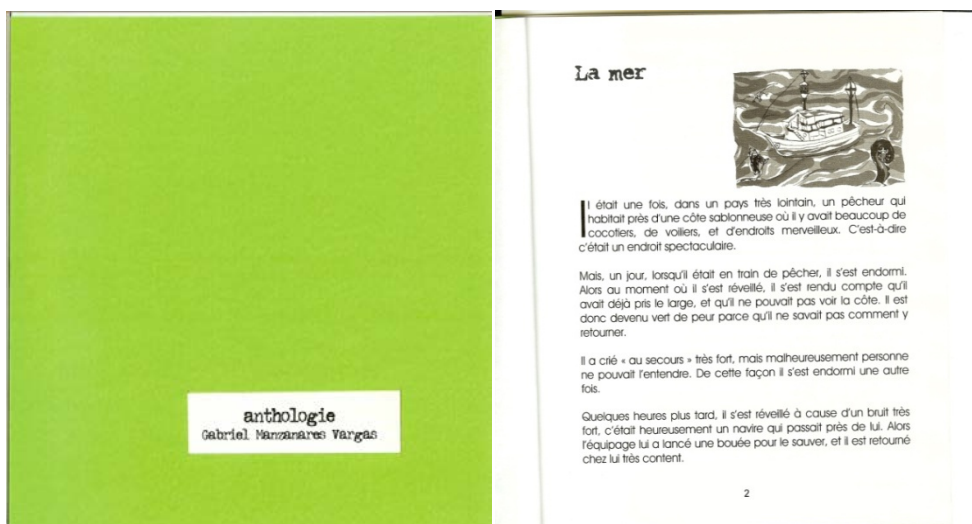 anthologie
Gabriel Manzanares Vargas
La mer
Il était une fois, dans un pays très lointain, un pêcheur qui
habitait près d'une côte sablonneuse où il y avait beaucoup de
cocotiers, de voiliers, et d'endroits merveilleux. C'est-à-dire
c'était un endroit spectaculaire.
Mais, un jour, lorsqu'il était en train de pêcher, il s'est endormi.
Alors au moment où il s'est réveillé, il s'est rendu compte qu'il
avait déjà pris le large, et qu'il ne pouvait pas voir la côte. Il est
donc devenu vert de peur parce qu'il ne savait pas comment y
retourner.
Il a crié « au secours » très fort, mais malheureusement personne
ne pouvait l'entendre. De cette façon il s'est endormi une autre
fois.
Quelques heures plus tard, il s'est réveillé à cause d'un bruit très
fort, c'était heureusement un navire qui passait près de lui. Alors
l'équipage lui a lancé une bouée pour le sauver, et il est retourné
chez lui très content.
2